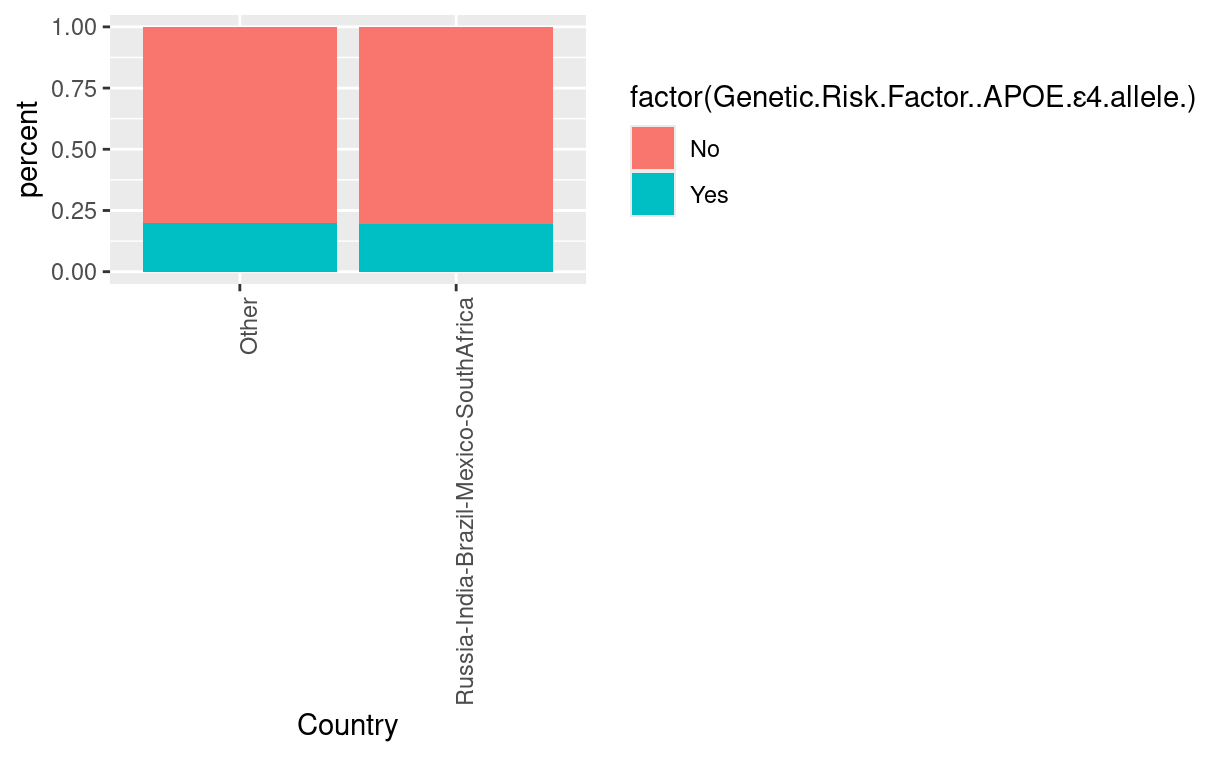 1.00
0.75
0.50
0.25
0.00
percent
Other
Russia-India-Brazil-Mexico-SouthAfrica
Country
factor(Genetic.Risk.Factor..APOE.ε4.allele.)
No
Yes